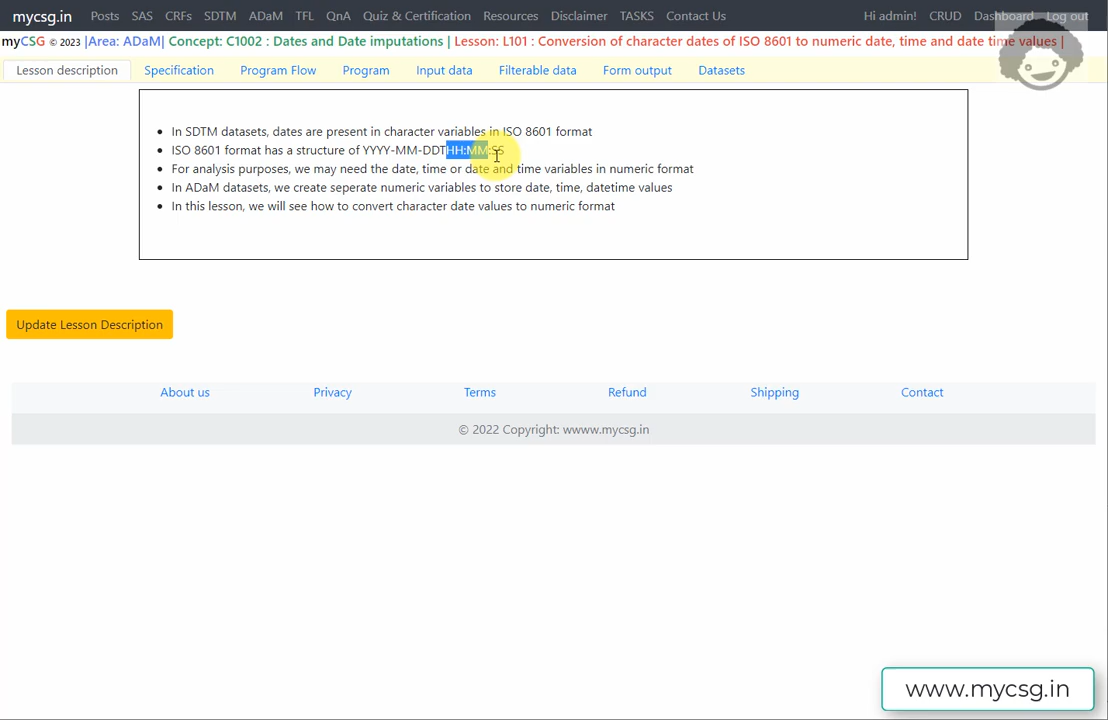 mycsg.in Posts SAS CRFs SDTM ADaM TFL QnA Quiz & Certification Resources Disclaimer TASKS Contact Us Hi admin! CRUD Dashboard Log out
myCSG © 2023 |Area: ADaM| Concept: C1002 : Dates and Date imputations | Lesson: L101 : Conversion of character dates of ISO 8601 to numeric date, time and date time values |
Lesson description Specification Program Flow Program Input data Filterable data Form output Datasets
• In SDTM datasets, dates are present in character variables in ISO 8601 format
• ISO 8601 format has a structure of YYYY-MM-DDTHH:MM:SS
• For analysis purposes, we may need the date, time or date and time variables in numeric format
• In ADaM datasets, we create seperate numeric variables to store date, time, datetime values
• In this lesson, we will see how to convert character date values to numeric format
Update Lesson Description
About us Privacy Terms Refund Shipping Contact
© 2022 Copyright: wwww.mycsg.in
www.mycsg.in